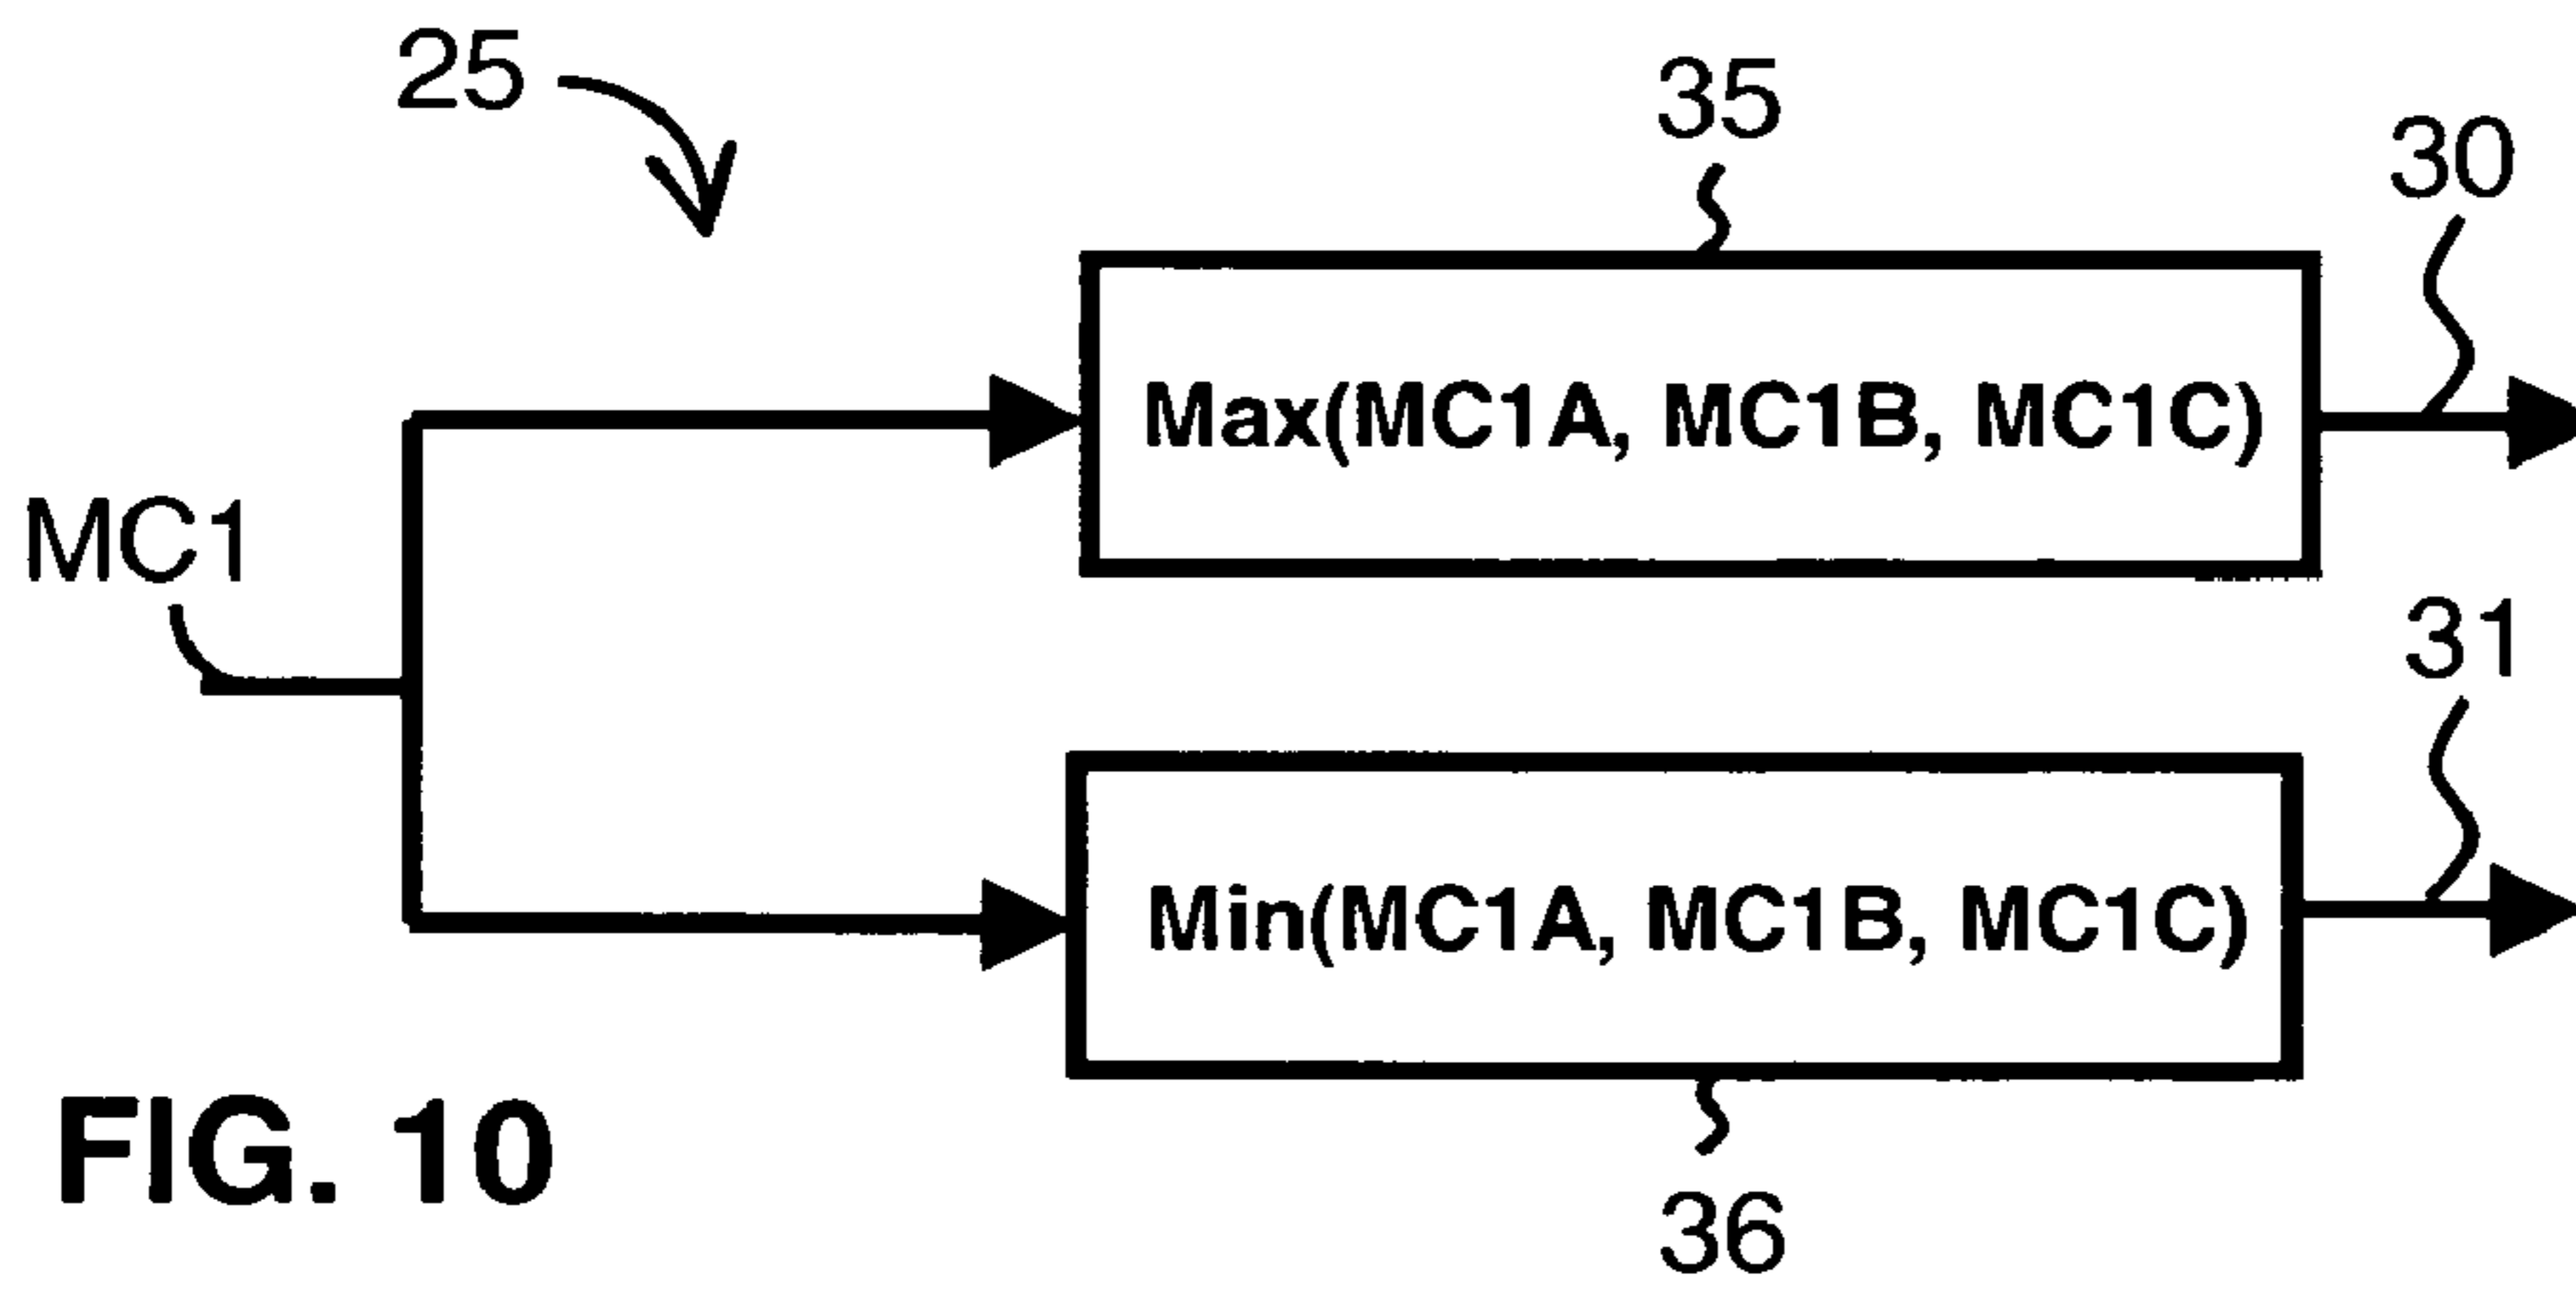 25
35
30
Max(MC1A, MC1B, MC1C)
MC1
31
Min(MC1A, MC1B, MC1C)
FIG. 10
36